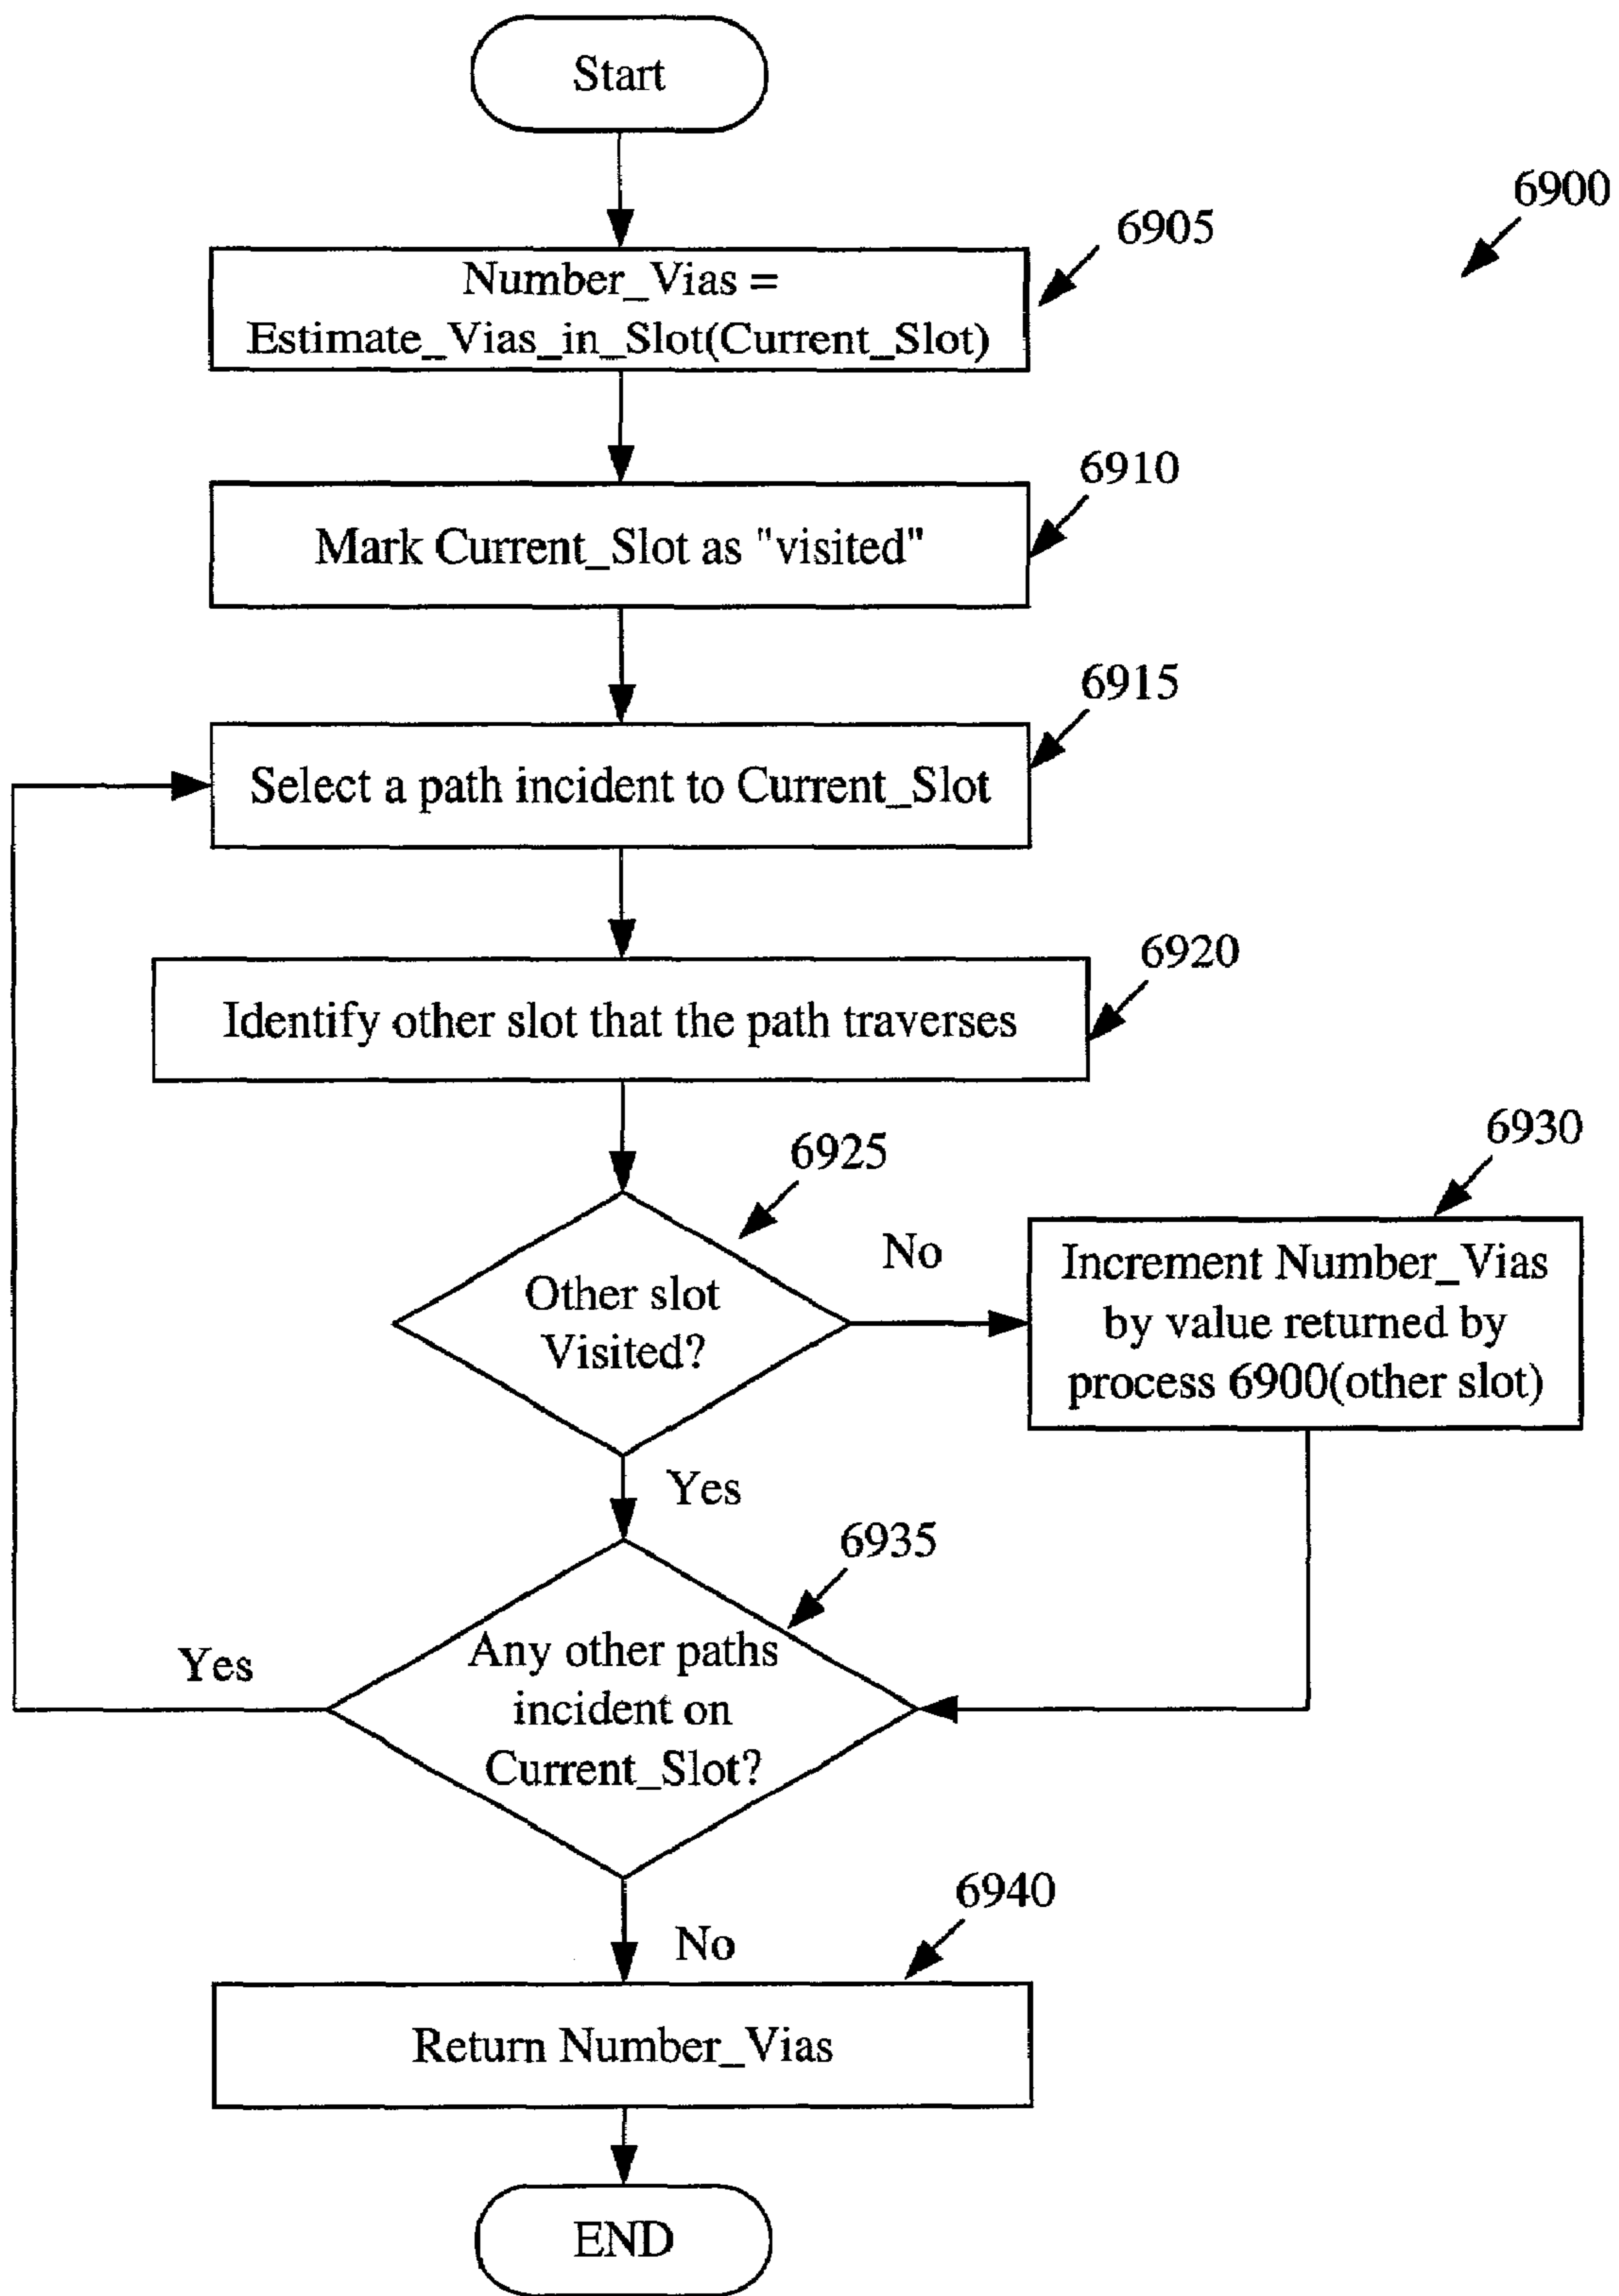 Start
6900
6905
Number_Vias =
Estimate_Vias_in_Slot(Current_Slot)
6910
Mark Current_Slot as "visited"
6915
Select a path incident to Current_Slot
6920
Identify other slot that the path traverses
6925
Other slot
Visited?
No
6930
Increment Number_Vias
by value returned by
process 6900(other slot)
Yes
6935
Any other paths
incident on
Current_Slot?
Yes
No
6940
Return Number_Vias
END